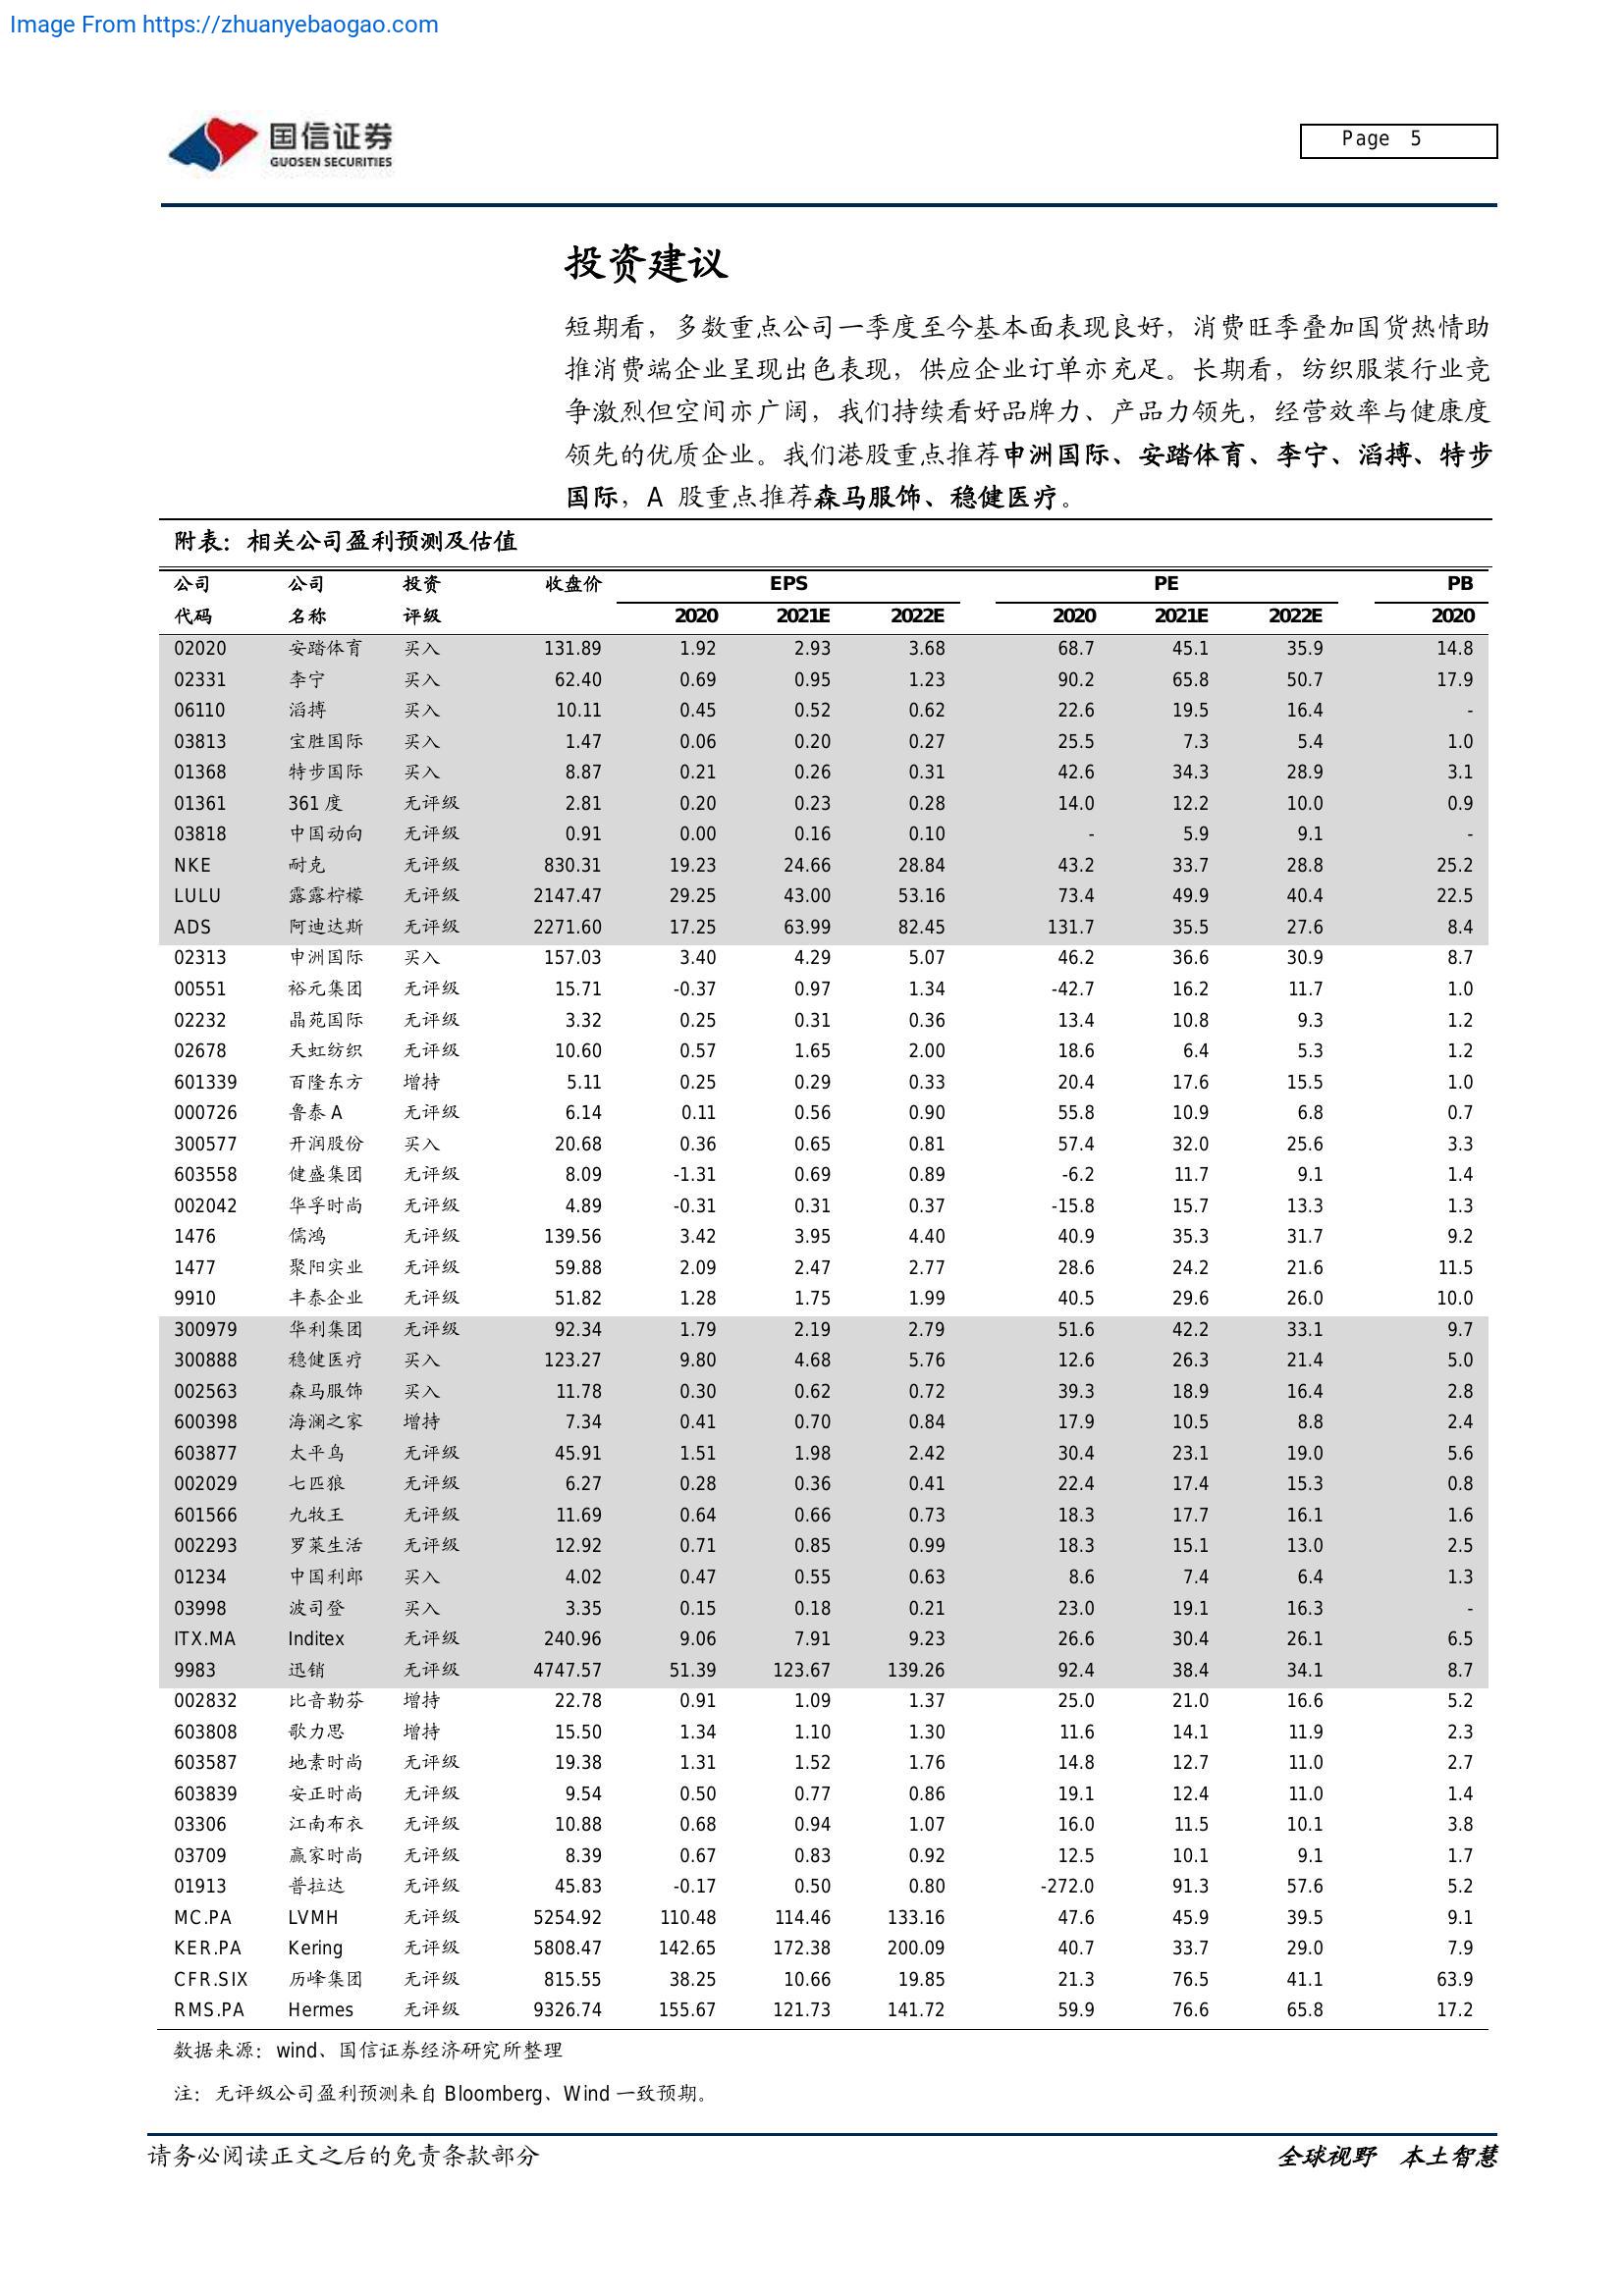 Image From https://zhuanyebaogao.com
国信证券
GUOSEN SECURITIES
Page 5
投资建议
短期看，多数重点公司一季度至今基本面表现良好，消费旺季叠加国货热情助
推消费端企业呈现出色表现，供应企业订单亦充足。长期看，纺织服装行业竞
争激烈但空间亦广阔，我们持续看好品牌力、产品力领先，经营效率与健康度
领先的优质企业。我们港股重点推荐申洲国际、安踏体育、李宁、滔搏、特步
国际，A 股重点推荐森马服饰、稳健医疗。
附表：相关公司盈利预测及估值
公司 公司 投资 收盘价 EPS PE PB
代码 名称 评级 2020 2021E 2022E 2020 2021E 2022E 2020
02020 安踏体育 买入 131.89 1.92 2.93 3.68 68.7 45.1 35.9 14.8
02331 李宁 买入 62.40 0.69 0.95 1.23 90.2 65.8 50.7 17.9
06110 滔搏 买入 10.11 0.45 0.52 0.62 22.6 19.5 16.4 -
03813 宝胜国际 买入 1.47 0.06 0.20 0.27 25.5 7.3 5.4 1.0
01368 特步国际 买入 8.87 0.21 0.26 0.31 42.6 34.3 28.9 3.1
01361 361 度 无评级 2.81 0.20 0.23 0.28 14.0 12.2 10.0 0.9
03818 中国动向 无评级 0.91 0.00 0.16 0.10 - 5.9 9.1 -
NKE 耐克 无评级 830.31 19.23 24.66 28.84 43.2 33.7 28.8 25.2
LULU 露露柠檬 无评级 2147.47 29.25 43.00 53.16 73.4 49.9 40.4 22.5
ADS 阿迪达斯 无评级 2271.60 17.25 63.99 82.45 131.7 35.5 27.6 8.4
02313 申洲国际 买入 157.03 3.40 4.29 5.07 46.2 36.6 30.9 8.7
00551 裕元集团 无评级 15.71 -0.37 0.97 1.34 -42.7 16.2 11.7 1.0
02232 晶苑国际 无评级 3.32 0.25 0.31 0.36 13.4 10.8 9.3 1.2
02678 天虹纺织 无评级 10.60 0.57 1.65 2.00 18.6 6.4 5.3 1.2
601339 百隆东方 增持 5.11 0.25 0.29 0.33 20.4 17.6 15.5 1.0
000726 鲁泰 A 无评级 6.14 0.11 0.56 0.90 55.8 10.9 6.8 0.7
300577 开润股份 买入 20.68 0.36 0.65 0.81 57.4 32.0 25.6 3.3
603558 健盛集团 无评级 8.09 -1.31 0.69 0.89 -6.2 11.7 9.1 1.4
002042 华孚时尚 无评级 4.89 -0.31 0.31 0.37 -15.8 15.7 13.3 1.3
1476 儒鸿 无评级 139.56 3.42 3.95 4.40 40.9 35.3 31.7 9.2
1477 聚阳实业 无评级 59.88 2.09 2.47 2.77 28.6 24.2 21.6 11.5
9910 丰泰企业 无评级 51.82 1.28 1.75 1.99 40.5 29.6 26.0 10.0
300979 华利集团 无评级 92.34 1.79 2.19 2.79 51.6 42.2 33.1 9.7
300888 稳健医疗 买入 123.27 9.80 4.68 5.76 12.6 26.3 21.4 5.0
002563 森马服饰 买入 11.78 0.30 0.62 0.72 39.3 18.9 16.4 2.8
600398 海澜之家 增持 7.34 0.41 0.70 0.84 17.9 10.5 8.8 2.4
603877 太平鸟 无评级 45.91 1.51 1.98 2.42 30.4 23.1 19.0 5.6
002029 七匹狼 无评级 6.27 0.28 0.36 0.41 22.4 17.4 15.3 0.8
601566 九牧王 无评级 11.69 0.64 0.66 0.73 18.3 17.7 16.1 1.6
002293 罗莱生活 无评级 12.92 0.71 0.85 0.99 18.3 15.1 13.0 2.5
01234 中国利郎 买入 4.02 0.47 0.55 0.63 8.6 7.4 6.4 1.3
03998 波司登 买入 3.35 0.15 0.18 0.21 23.0 19.1 16.3 -
ITX.MA Inditex 无评级 240.96 9.06 7.91 9.23 26.6 30.4 26.1 6.5
9983 迅销 无评级 4747.57 51.39 123.67 139.26 92.4 38.4 34.1 8.7
002832 比音勒芬 增持 22.78 0.91 1.09 1.37 25.0 21.0 16.6 5.2
603808 歌力思 增持 15.50 1.34 1.10 1.30 11.6 14.1 11.9 2.3
603587 地素时尚 无评级 19.38 1.31 1.52 1.76 14.8 12.7 11.0 2.7
603839 安正时尚 无评级 9.54 0.50 0.77 0.86 19.1 12.4 11.0 1.4
03306 江南布衣 无评级 10.88 0.68 0.94 1.07 16.0 11.5 10.1 3.8
03709 赢家时尚 无评级 8.39 0.67 0.83 0.92 12.5 10.1 9.1 1.7
01913 普拉达 无评级 45.83 -0.17 0.50 0.80 -272.0 91.3 57.6 5.2
MC.PA LVMH 无评级 5254.92 110.48 114.46 133.16 47.6 45.9 39.5 9.1
KER.PA Kering 无评级 5808.47 142.65 172.38 200.09 40.7 33.7 29.0 7.9
CFR.SIX 历峰集团 无评级 815.55 38.25 10.66 19.85 21.3 76.5 41.1 63.9
RMS.PA Hermes 无评级 9326.74 155.67 121.73 141.72 59.9 76.6 65.8 17.2
数据来源：wind、国信证券经济研究所整理
注：无评级公司盈利预测来自 Bloomberg、Wind 一致预期。
请务必阅读正文之后的免责条款部分 全球视野 本土智慧